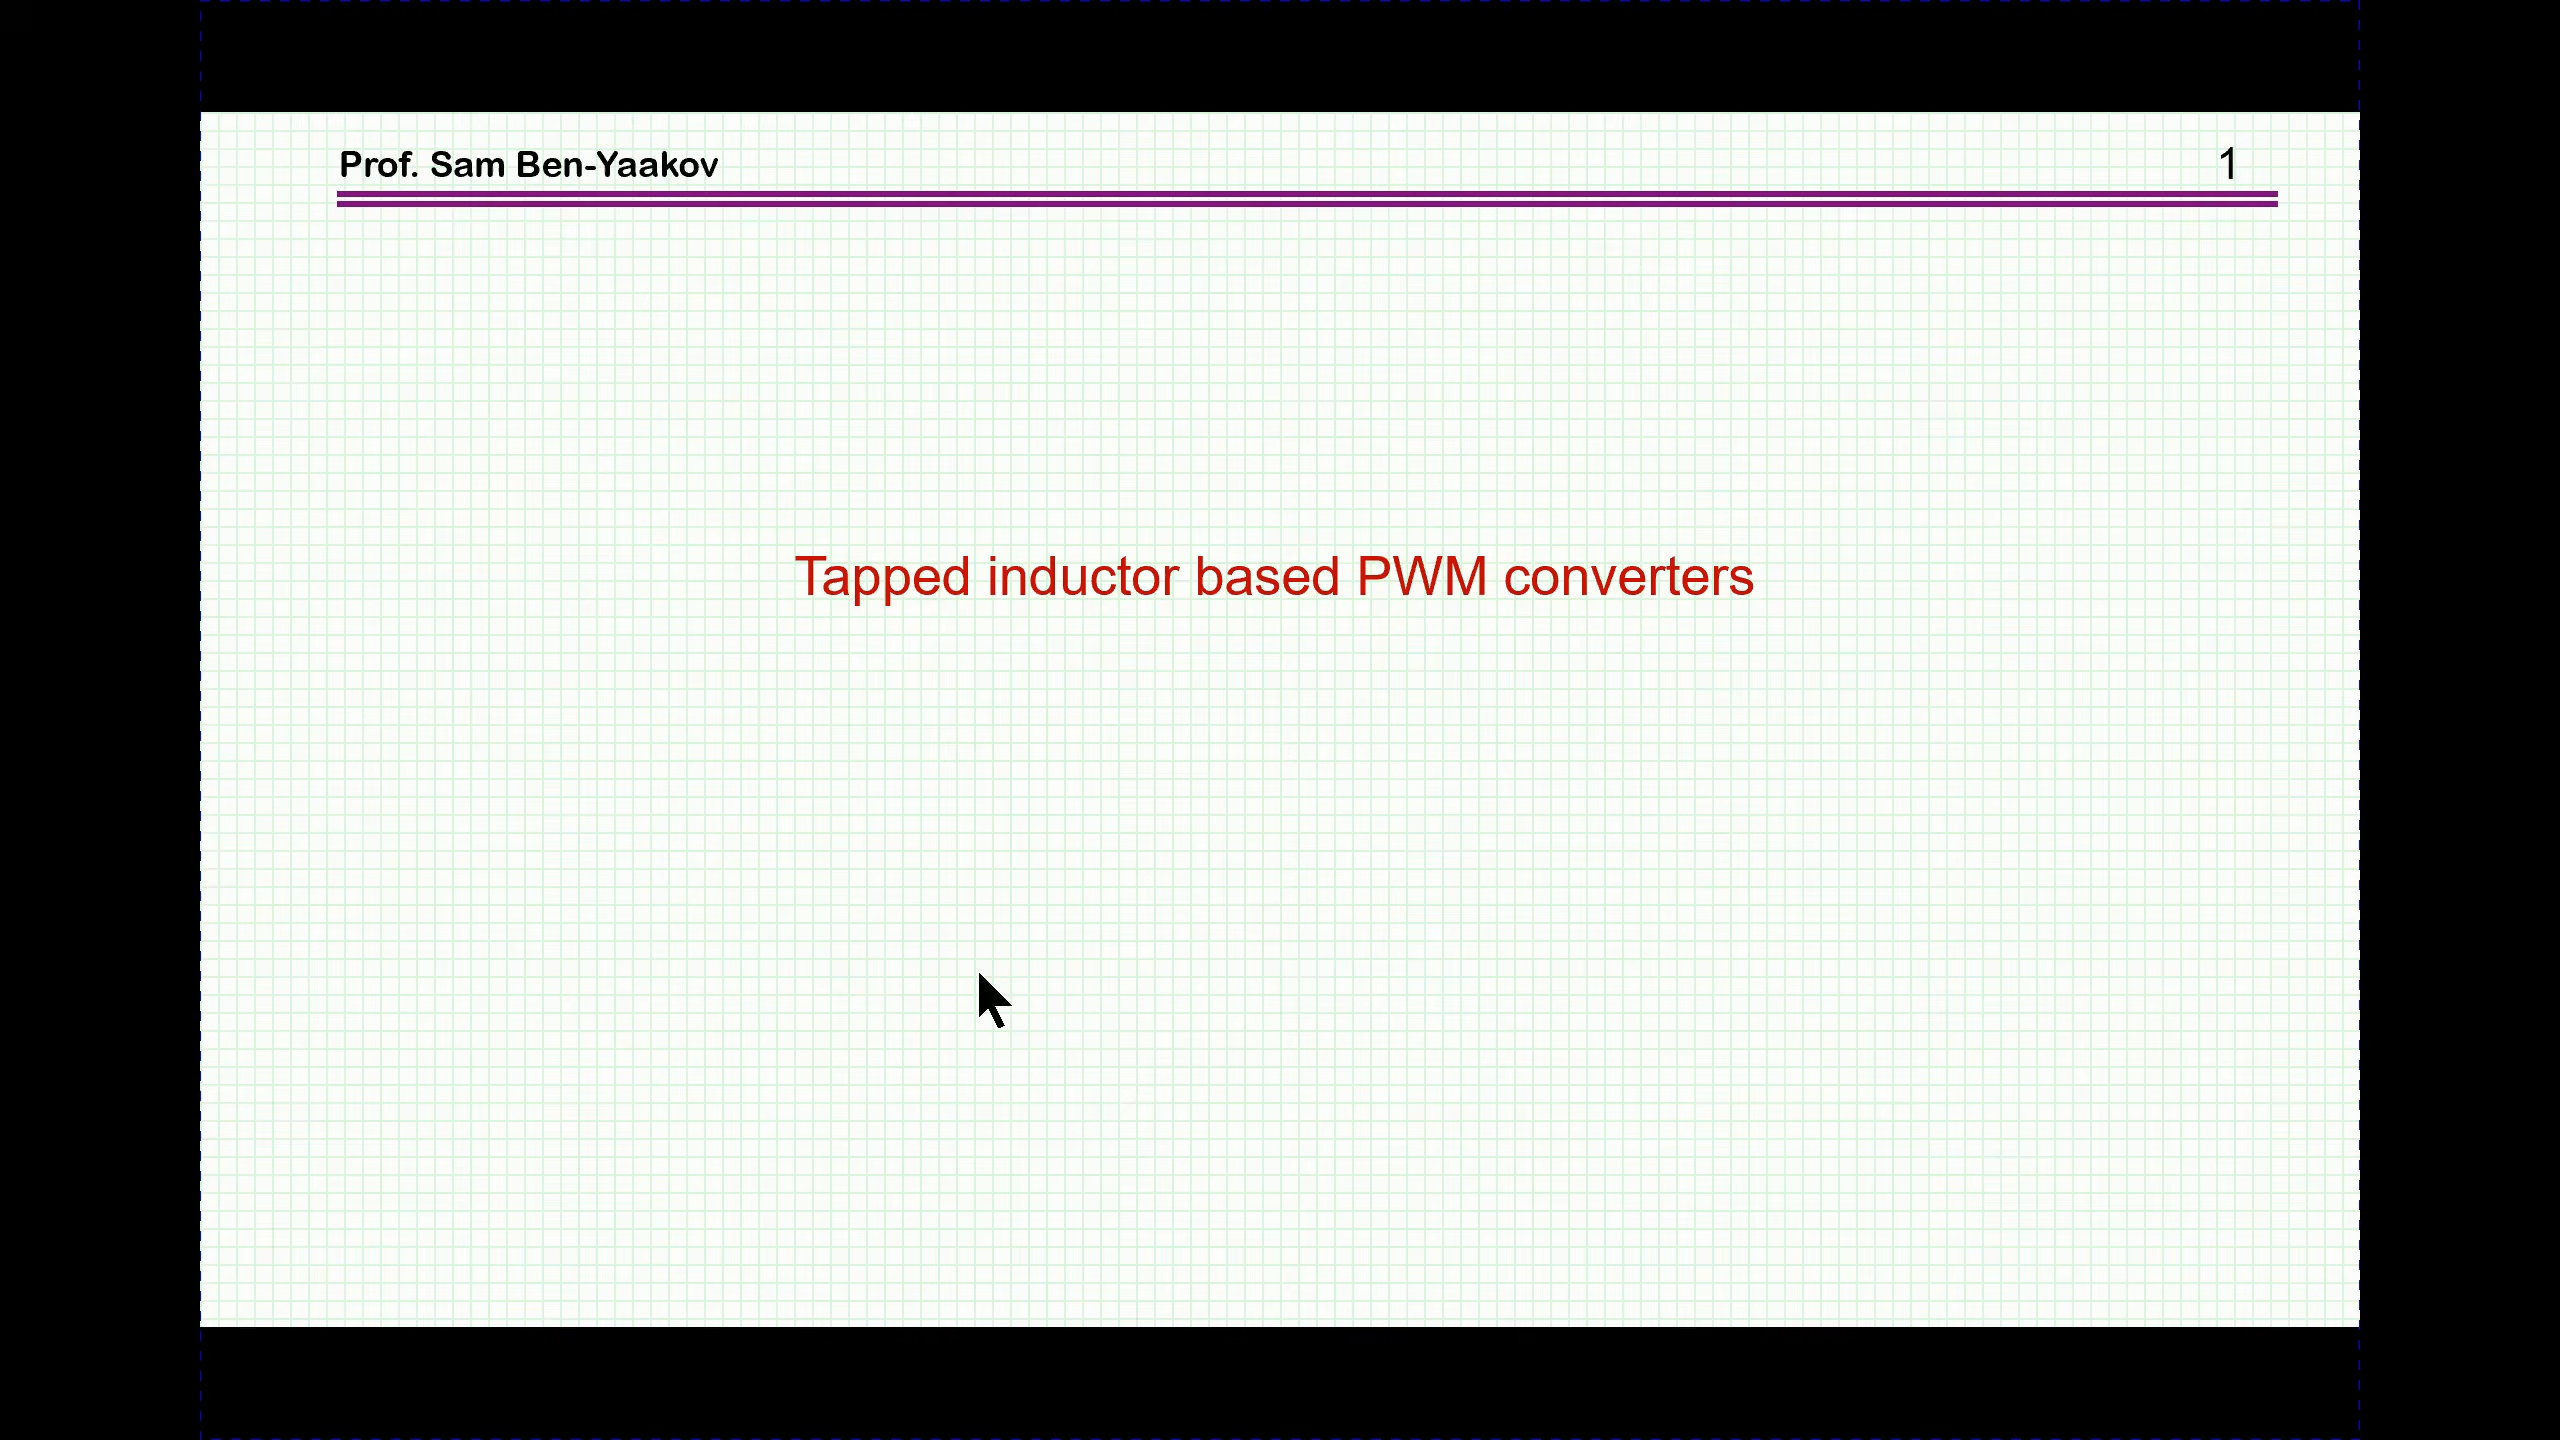 Prof. Sam Ben-Yaakov
1
Tapped inductor based PWM converters